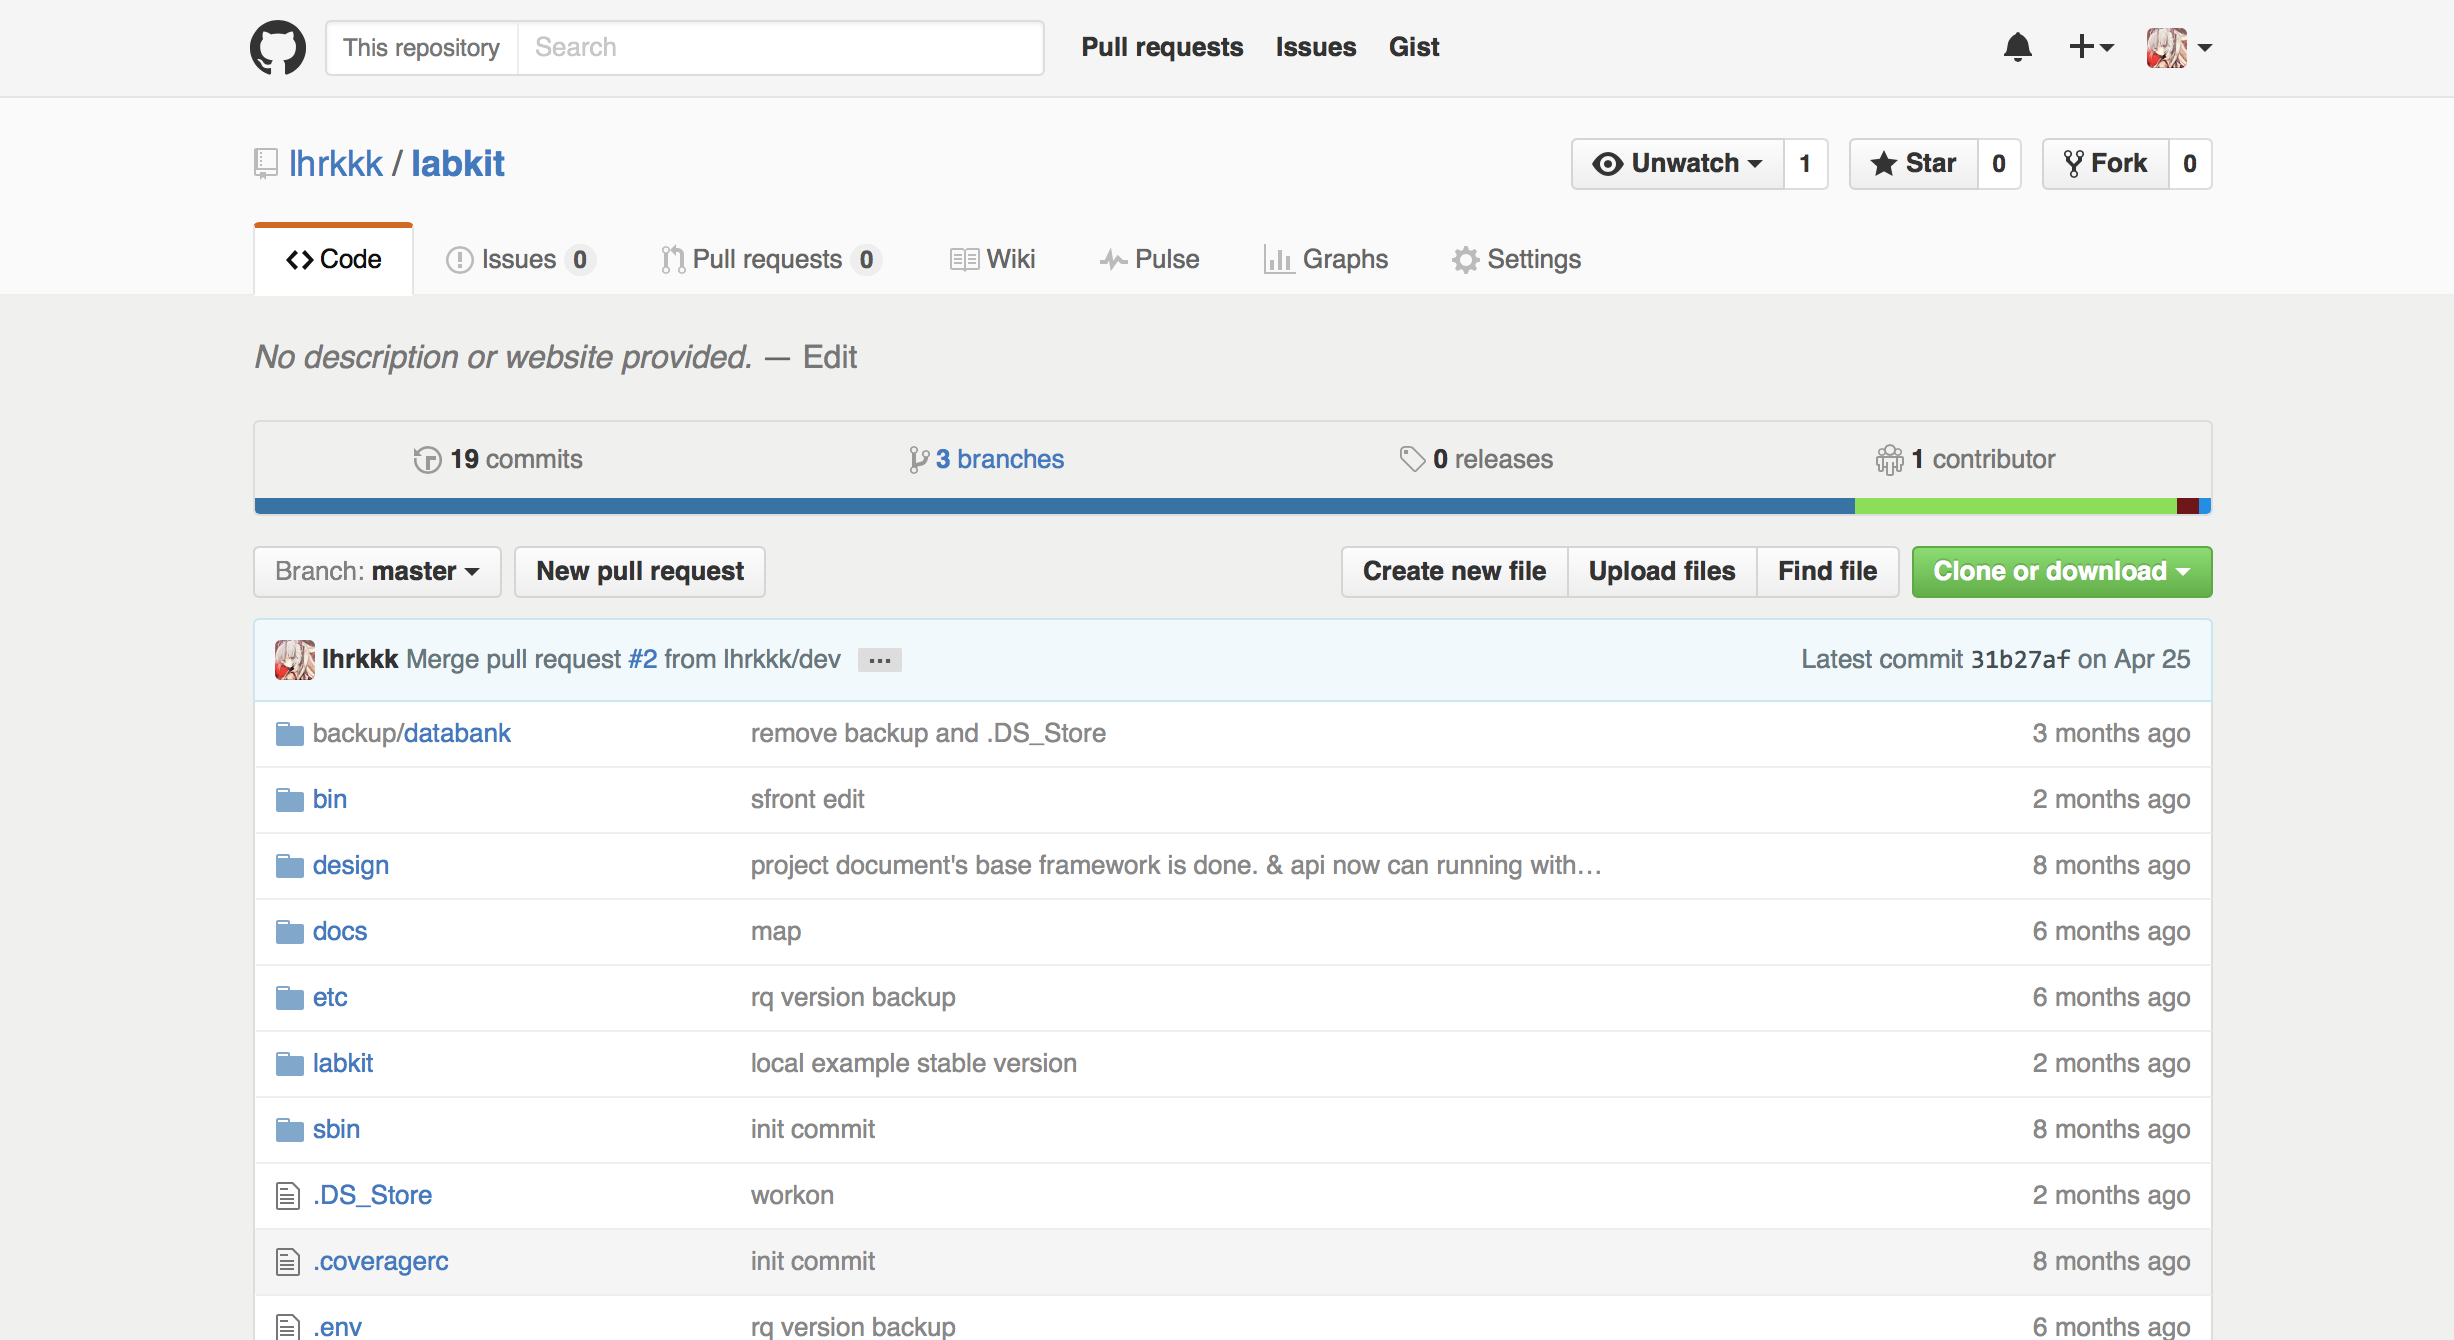 This repository Search Pull requests Issues Gist
lhrkkk / labkit Unwatch 1 Star 0 Fork 0
Code Issues 0 Pull requests 0 Wiki Pulse Graphs Settings
No description or website provided. — Edit
19 commits 3 branches 0 releases 1 contributor
Branch: master New pull request Create new file Upload files Find file Clone or download
lhrkkk Merge pull request #2 from lhrkkk/dev ... Latest commit 31b27af on Apr 25
backup/databank remove backup and .DS_Store 3 months ago
bin sfront edit 2 months ago
design project document's base framework is done. & api now can running with… 8 months ago
docs map 6 months ago
etc rq version backup 6 months ago
labkit local example stable version 2 months ago
sbin init commit 8 months ago
.DS_Store workon 2 months ago
.coveragerc init commit 8 months ago
.env rq version backup 6 months ago